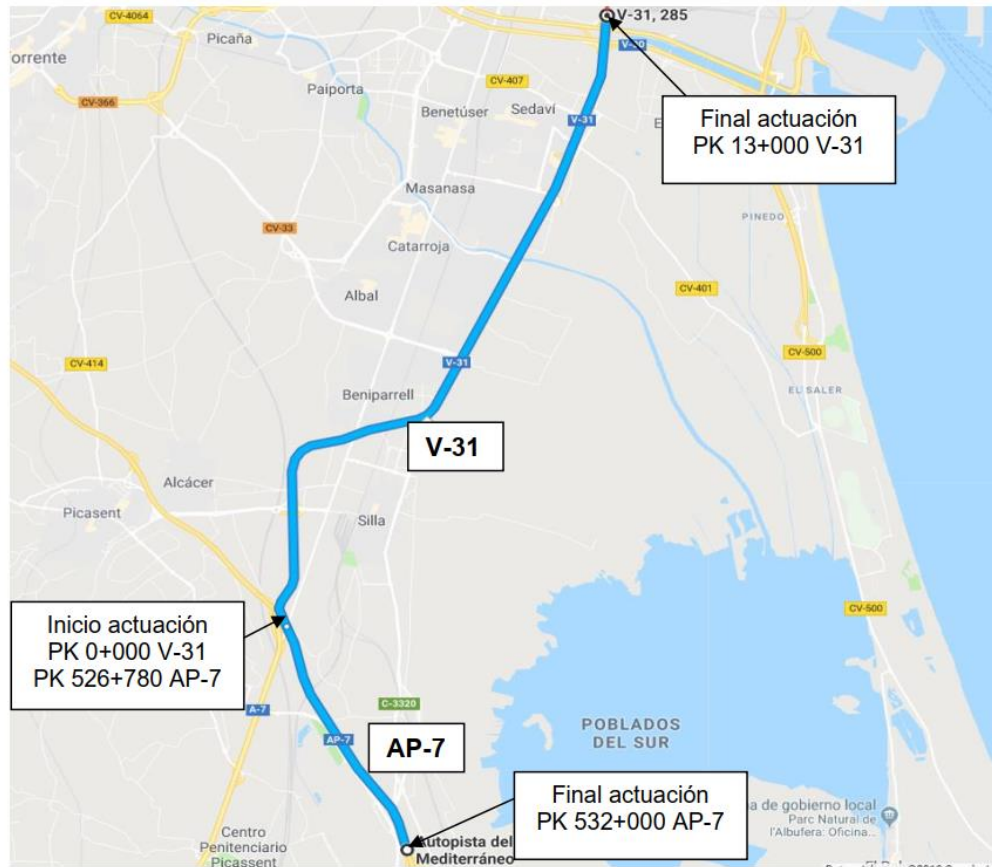 CV-4064
V-31, 285
Picaña
V-30
Torrente
CV-407
Paiporta
CV-366
Benetúser
Sedaví
V-31
Final actuación
PK 13+000 V-31
Masanasa
PINEDO
CV-33
Catarroja
Albal
CV-401
CV-414
V-31
CV-500
Beniparrell
EL SALER
V-31
Alcácer
Picasent
Silla
CV-500
Inicio actuación
PK 0+000 V-31
PK 526+780 AP-7
C-3320
A-7
POBLADOS
DEL SUR
AP-7
AP-7
Final actuación
PK 532+000 AP-7
de gobierno local
Parc Natural de
l'Albufera: Oficina...
Centro
Penitenciario
Picassent
Autopista del
Mediterráneo